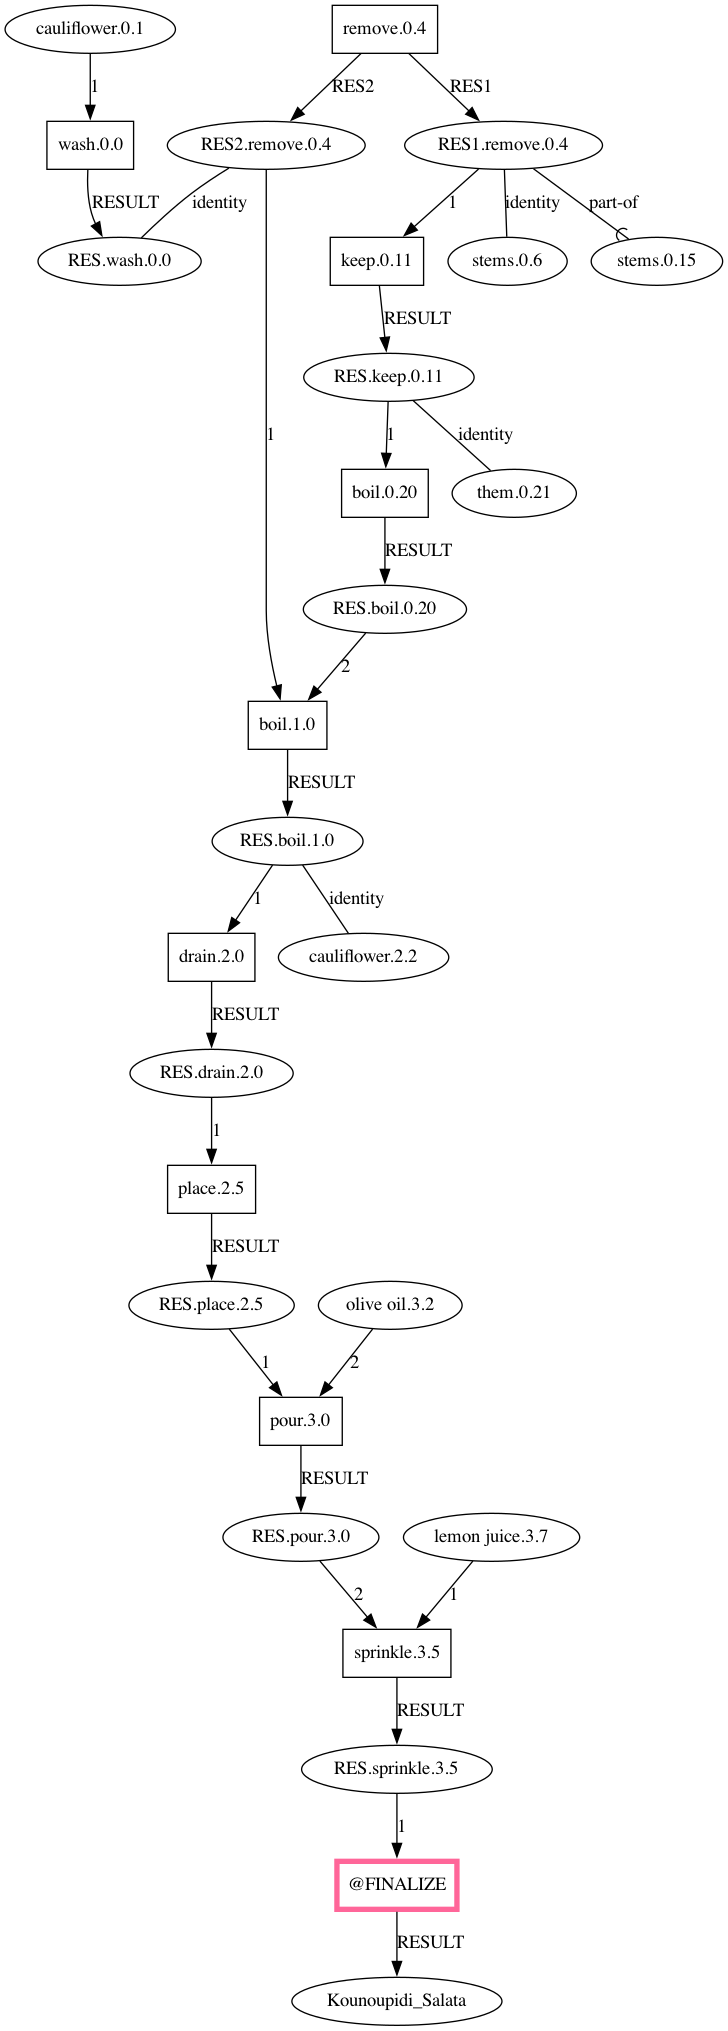 cauliflower.0.1
remove.0.4
1
RES2
RES1
wash.0.0
RES2.remove.0.4
RES1.remove.0.4
RESULT
identity
1
identity
part-of
RES.wash.0.0
keep.0.11
stems.0.6
stems.0.15
RESULT
RES.keep.0.11
1
1
identity
boil.0.20
them.0.21
RESULT
RES.boil.0.20
2
boil.1.0
RESULT
RES.boil.1.0
1
identity
drain.2.0
cauliflower.2.2
RESULT
RES.drain.2.0
1
place.2.5
RESULT
RES.place.2.5
olive oil.3.2
1
2
pour.3.0
RESULT
RES.pour.3.0
lemon juice.3.7
2
1
sprinkle.3.5
RESULT
RES.sprinkle.3.5
1
@FINALIZE
RESULT
Kounoupidi_Salata